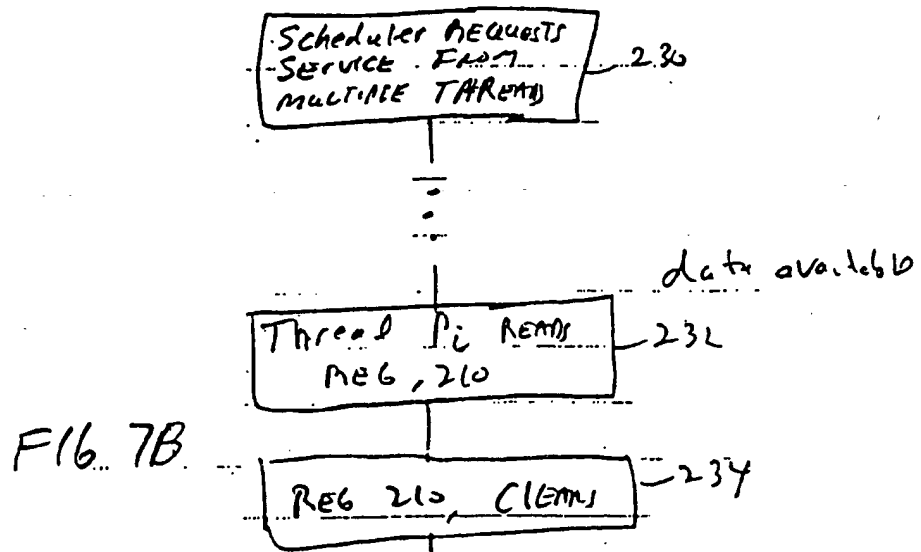 Scheduler REQUESTS
SERVICE FROM
MULTIPLE THREADS
230
data available
Thread Pi READS
REG, 210
232
FIG. 7B
REG 210, CLEARS
234